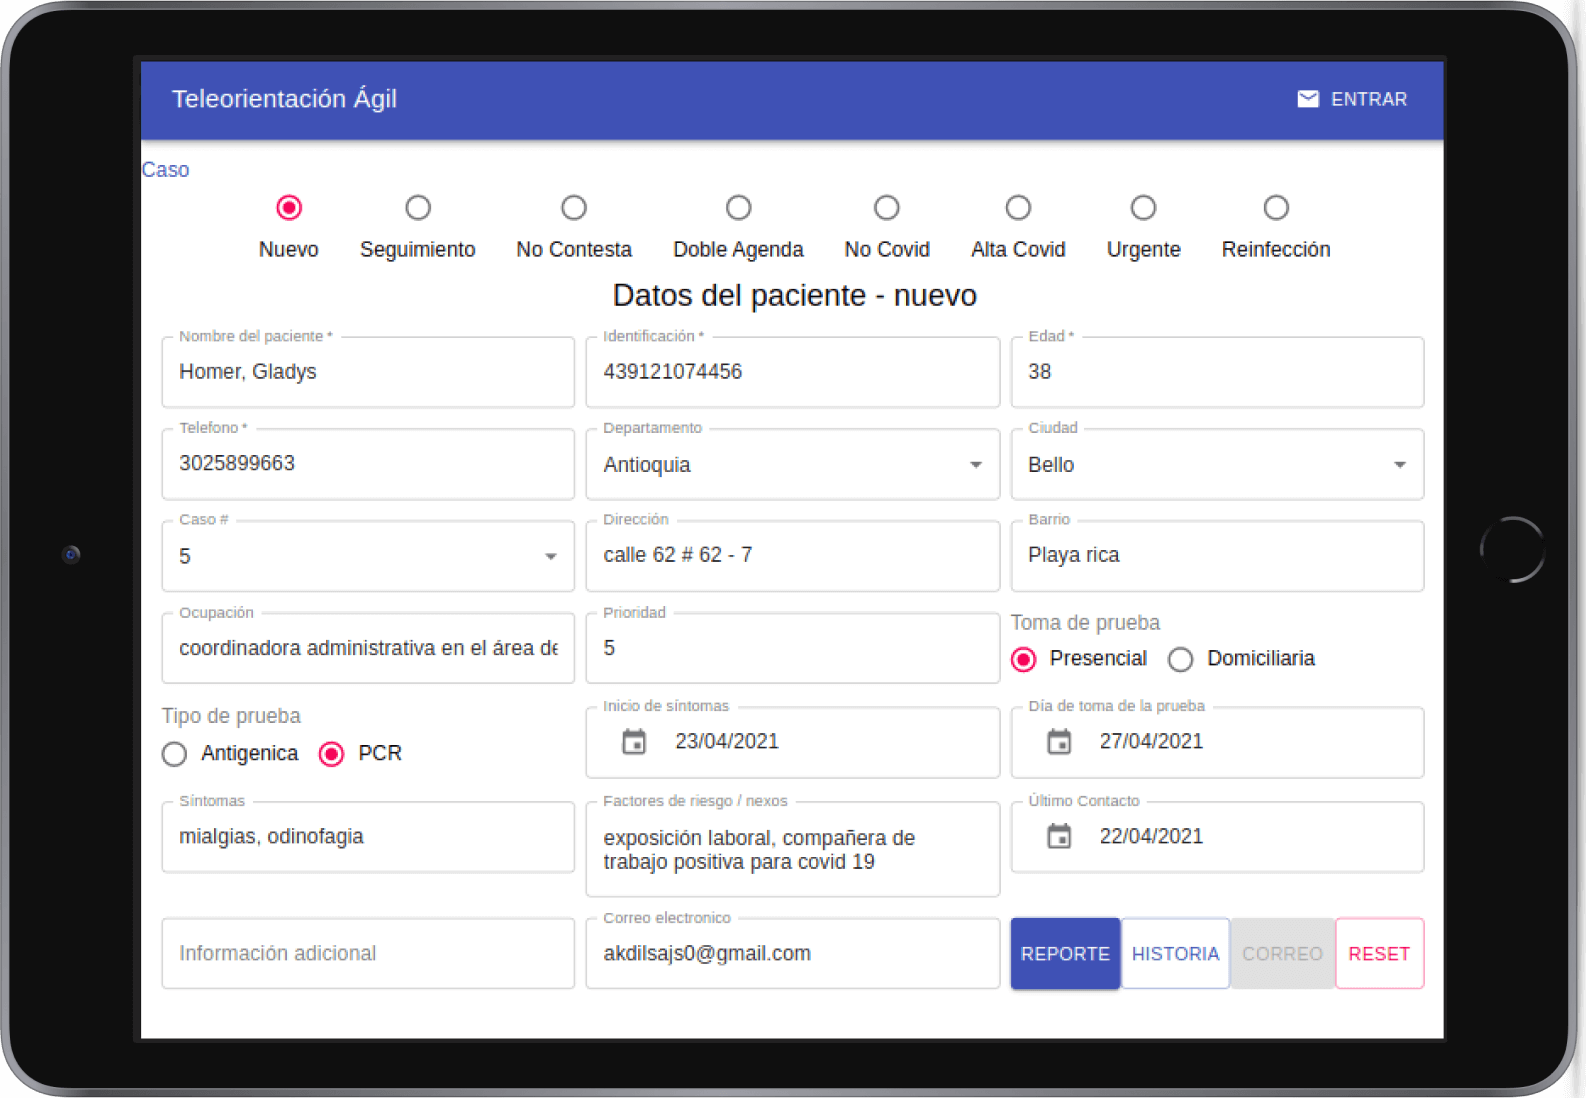 Teleorientación Ágil
ENTRAR
Caso
Nuevo Seguimiento No Contesta Doble Agenda No Covid Alta Covid Urgente Reinfección
Datos del paciente - nuevo
Nombre del paciente * Identificación * Edad *
Homer, Gladys 439121074456 38
Telefono * Departamento Ciudad
3025899663 Antioquia Bello
Caso # Dirección Barrio
5 calle 62 # 62 - 7 Playa rica
Ocupación Prioridad Toma de prueba
coordinadora administrativa en el área de 5 Presencial Domiciliaria
Tipo de prueba Inicio de síntomas Día de toma de la prueba
Antigenica PCR 23/04/2021 27/04/2021
Síntomas Factores de riesgo / nexos Último Contacto
mialgias, odinofagia exposición laboral, compañera de 22/04/2021
trabajo positiva para covid 19
Correo electronico
Información adicional akdilsajs0@gmail.com REPORTE HISTORIA CORREO RESET